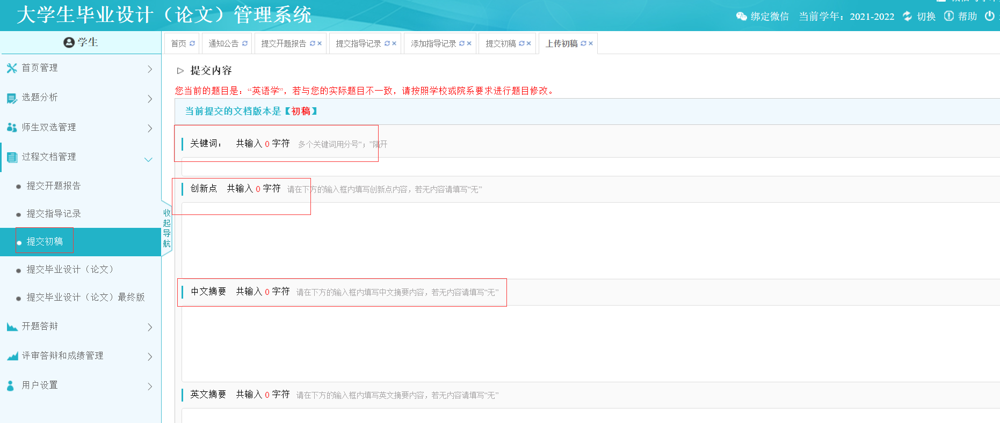 大学生毕业设计（论文）管理系统
绑定微信 当前学年：2021-2022 切换 帮助
学生
首页 通知公告 提交开题报告 提交指导记录 添加指导记录 提交初稿 上传初稿
首页管理
选题分析
师生双选管理
过程文档管理
提交开题报告
提交指导记录
提交初稿
提交毕业设计（论文）
提交毕业设计（论文）最终版
开题答辩
评审答辩和成绩管理
用户设置
收起导航
提交内容
您当前的题目是：“英语学”，若与您的实际题目不一致，请按照学校或院系要求进行题目修改。
当前提交的文档版本是【初稿】
关键词： 共输入 0 字符 多个关键词用分号“；”隔开
创新点 共输入 0 字符 请在下方的输入框内填写创新点内容，若无内容请填写“无”
中文摘要 共输入 0 字符 请在下方的输入框内填写中文摘要内容，若无内容请填写“无”
英文摘要 共输入 0 字符 请在下方的输入框内填写英文摘要内容，若无内容请填写“无”